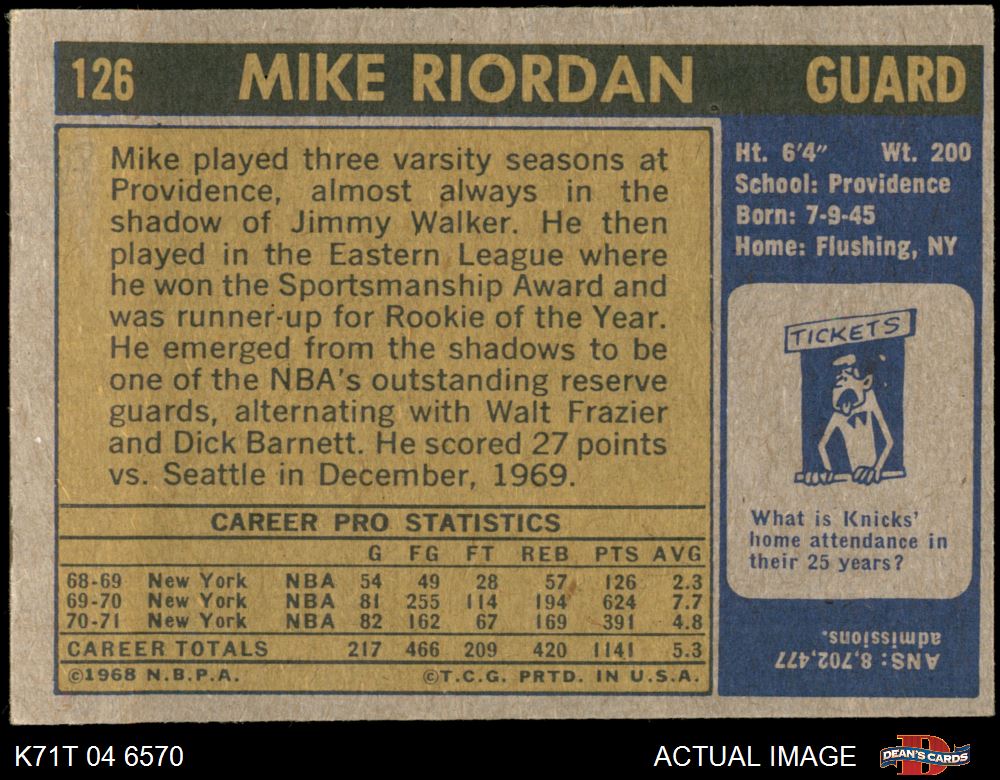 126 MIKE RIORDAN GUARD
Mike played three varsity seasons at
Providence, almost always in the
shadow of Jimmy Walker. He then
played in the Eastern League where
he won the Sportsmanship Award and
was runner-up for Rookie of the Year.
He emerged from the shadows to be
one of the NBA's outstanding reserve
guards, alternating with Walt Frazier
and Dick Barnett. He scored 27 points
vs. Seattle in December, 1969.
CAREER PRO STATISTICS
G FG FT REB PTS AVG
68-69 New York NBA 54 49 28 57 126 2.3
69-70 New York NBA 81 255 114 194 624 7.7
70-71 New York NBA 82 162 67 169 391 4.8
CAREER TOTALS 217 466 209 420 1141 5.3
©1968 N.B.P.A. ©T.C.G. PRTD. IN U.S.A.
Ht. 6'4" Wt. 200
School: Providence
Born: 7-9-45
Home: Flushing, NY
TICKETS
What is Knicks'
home attendance in
their 25 years?
ANS: 8,702,477
admissions.
K71T 04 6570 ACTUAL IMAGE DEAN'S CARDS